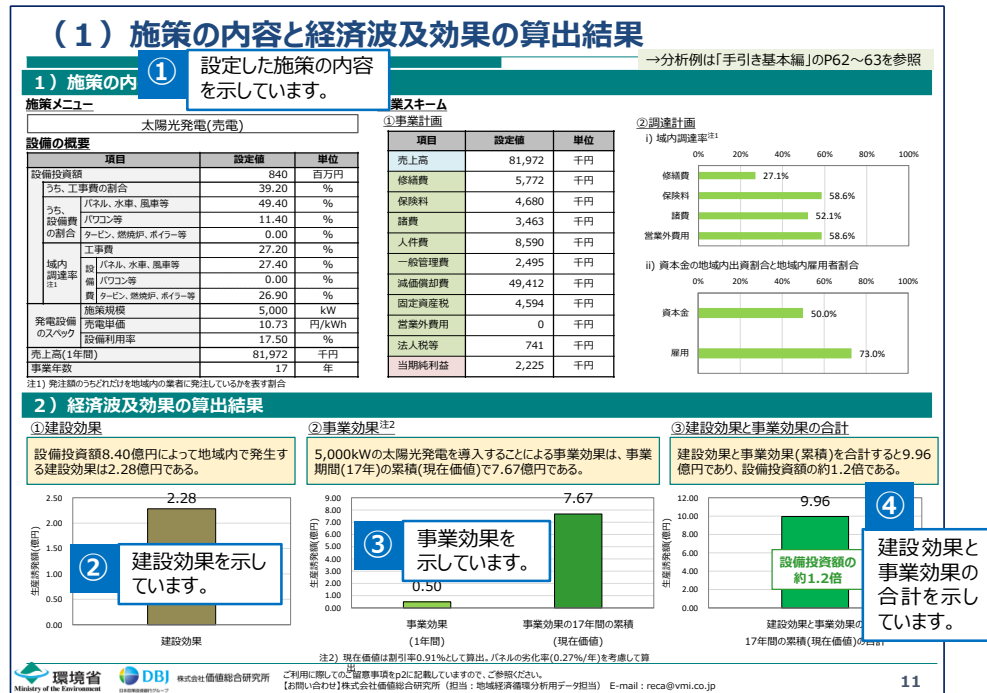 （１）施策の内容と経済波及効果の算出結果
→分析例は「手引き基本編」のP62～63を参照
① 設定した施策の内容
を示しています。
１）施策の内
施策メニュー
太陽光発電(売電)
設備の概要
項目 設定値 単位
設備投資額 840 百万円
うち、工事費の割合 39.20 %
うち、設備費の割合
パネル、水車、風車等 49.40 %
パワコン等 11.40 %
タービン、燃焼炉、ボイラー等 0.00 %
域内調達率注1
工事費 27.20 %
設備費
パネル、水車、風車等 27.40 %
パワコン等 0.00 %
タービン、燃焼炉、ボイラー等 26.90 %
発電設備のスペック
施策規模 5,000 kW
売電単価 10.73 円/kWh
設備利用率 17.50 %
売上高(1年間) 81,972 千円
事業年数 17 年
注1) 発注額のうちどれだけを地域内の業者に発注しているかを表す割合
業スキーム
①事業計画
項目 設定値 単位
売上高 81,972 千円
修繕費 5,772 千円
保険料 4,680 千円
諸費 3,463 千円
人件費 8,590 千円
一般管理費 2,495 千円
減価償却費 49,412 千円
固定資産税 4,594 千円
営業外費用 0 千円
法人税等 741 千円
当期純利益 2,225 千円
②調達計画
i) 域内調達率注1
0% 20% 40% 60% 80% 100%
修繕費 27.1%
保険料 58.6%
諸費 52.1%
営業外費用 58.6%
ii) 資本金の地域内出資割合と地域内雇用者割合
0% 20% 40% 60% 80% 100%
資本金 50.0%
雇用 73.0%
２）経済波及効果の算出結果
①建設効果
設備投資額8.40億円によって地域内で発生す
る建設効果は2.28億円である。
生産誘発額(億円)
2.50
2.00
1.50
1.00
0.50
0.00
2.28
建設効果
② 建設効果を示し
ています。
②事業効果注2
5,000kWの太陽光発電を導入することによる事業効果は、事業
期間(17年)の累積(現在価値)で7.67億円である。
生産誘発額(億円)
9.00
8.00
7.00
6.00
5.00
4.00
3.00
2.00
1.00
0.00
0.50
7.67
事業効果
(1年間)
事業効果の17年間の累積
(現在価値)
③ 事業効果を
示しています。
③建設効果と事業効果の合計
建設効果と事業効果(累積)を合計すると9.96
億円であり、設備投資額の約1.2倍である。
生産誘発額(億円)
12.00
10.00
8.00
6.00
4.00
2.00
0.00
9.96
設備投資額の
約1.2倍
建設効果と事業効果の
17年間の累積(現在価値)の合計
④ 建設効果と
事業効果の
合計を示し
ています。
注2) 現在価値は割引率0.91%として算出。パネルの劣化率(0.27%/年)を考慮して算
出
環境省
Ministry of the Environment
DBJ 株式会社価値総合研究所
日本政策投資銀行グループ
ご利用に際してのご留意事項をp2に記載していますので、ご参照ください。
【お問い合わせ】株式会社価値総合研究所（担当：地域経済循環分析用データ担当） E-mail：reca@vmi.co.jp
11